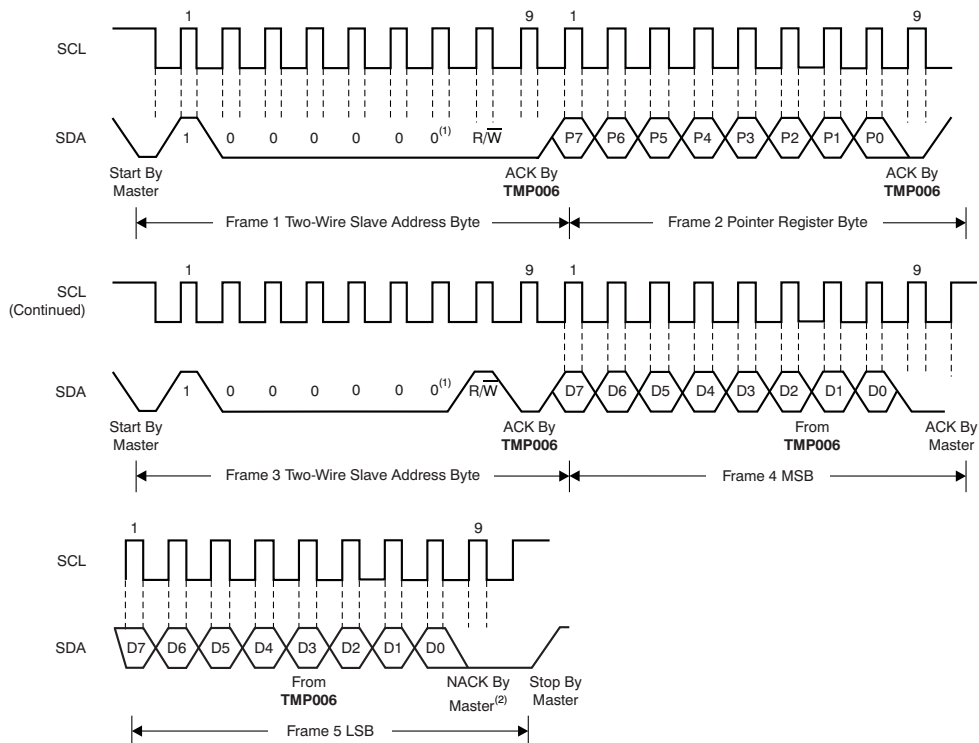 1 9 1 9
SCL
SDA 1 0 0 0 0 0 0(1) R/W P7 P6 P5 P4 P3 P2 P1 P0
Start By Master
ACK By TMP006
ACK By TMP006
Frame 1 Two-Wire Slave Address Byte
Frame 2 Pointer Register Byte
1 9 1 9
SCL
(Continued)
SDA 1 0 0 0 0 0 0(1) R/W D7 D6 D5 D4 D3 D2 D1 D0
Start By Master
ACK By TMP006
From TMP006
ACK By Master
Frame 3 Two-Wire Slave Address Byte
Frame 4 MSB
1 9
SCL
SDA D7 D6 D5 D4 D3 D2 D1 D0
From TMP006
NACK By Master(2)
Stop By Master
Frame 5 LSB